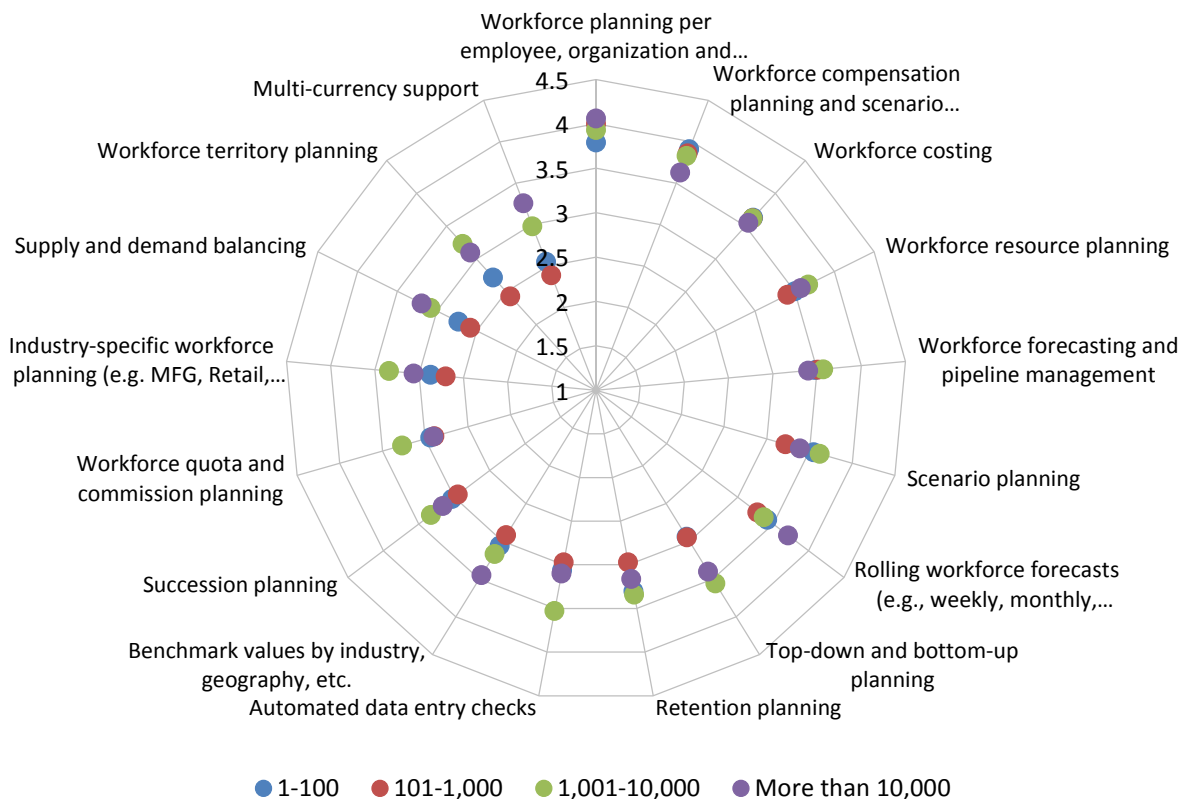 Workforce planning per
employee, organization and…
Workforce compensation
planning and scenario…
Workforce costing
Workforce resource planning
Workforce forecasting and
pipeline management
Scenario planning
Rolling workforce forecasts
(e.g., weekly, monthly,…
Top-down and bottom-up
planning
Retention planning
Automated data entry checks
Benchmark values by industry,
geography, etc.
Succession planning
Workforce quota and
commission planning
Industry-specific workforce
planning (e.g. MFG, Retail,…
Supply and demand balancing
Workforce territory planning
Multi-currency support
4.5
4
3.5
3
2.5
2
1.5
1
1-100
101-1,000
1,001-10,000
More than 10,000